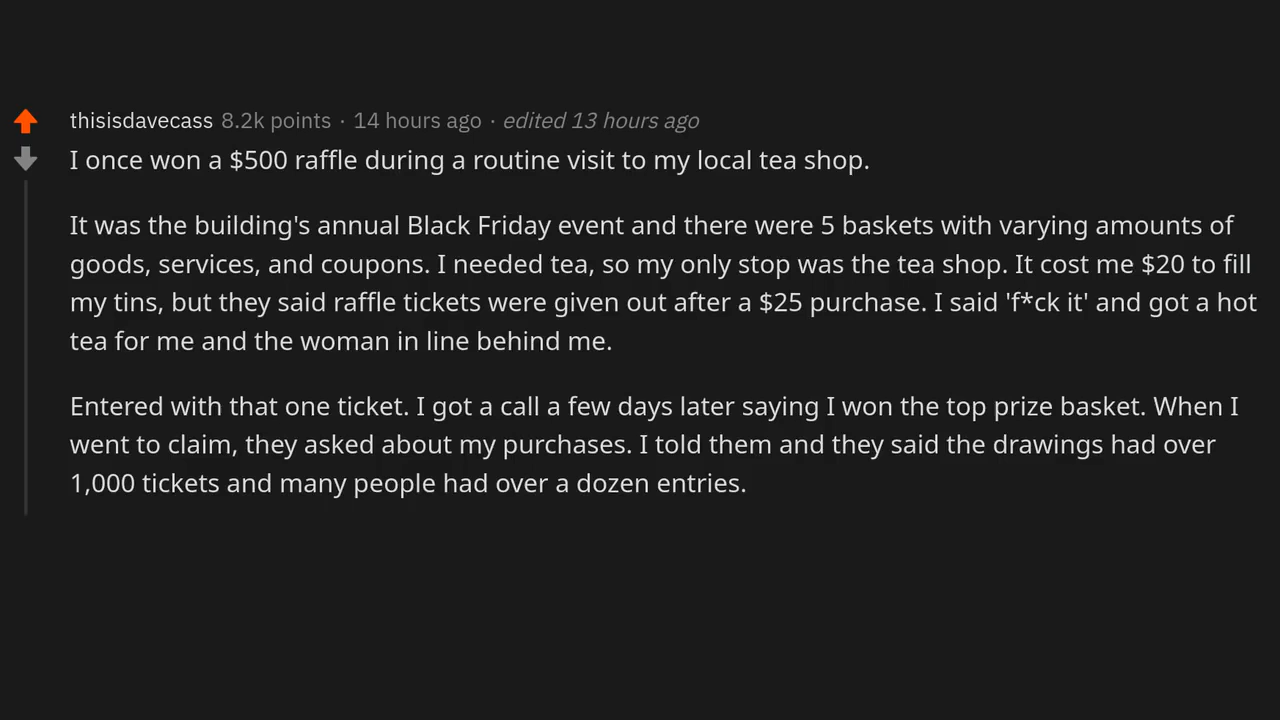 thisisdavecass 8.2k points · 14 hours ago · edited 13 hours ago
I once won a $500 raffle during a routine visit to my local tea shop.
It was the building's annual Black Friday event and there were 5 baskets with varying amounts of
goods, services, and coupons. I needed tea, so my only stop was the tea shop. It cost me $20 to fill
my tins, but they said raffle tickets were given out after a $25 purchase. I said 'f*ck it' and got a hot
tea for me and the woman in line behind me.
Entered with that one ticket. I got a call a few days later saying I won the top prize basket. When I
went to claim, they asked about my purchases. I told them and they said the drawings had over
1,000 tickets and many people had over a dozen entries.